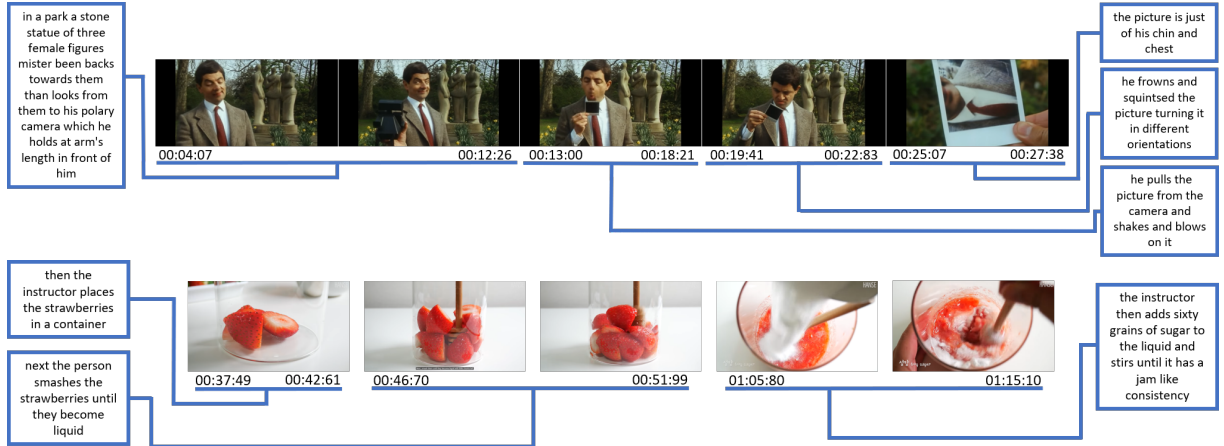 in a park a stone
statue of three
female figures
mister been backs
towards them
than looks from
them to his polary
camera which he
holds at arm's
length in front of
him
the picture is just
of his chin and
chest
he frowns and
squintsed the
picture turning it
in different
orientations
he pulls the
picture from the
camera and
shakes and blows
on it
00:04:07 00:12:26 00:13:00 00:18:21 00:19:41 00:22:83 00:25:07 00:27:38
then the
instructor places
the strawberries
in a container
next the person
smashes the
strawberries until
they become
liquid
00:37:49 00:42:61 00:46:70 00:51:99 01:05:80 01:15:10
the instructor
then adds sixty
grains of sugar to
the liquid and
stirs until it has a
jam like
consistency